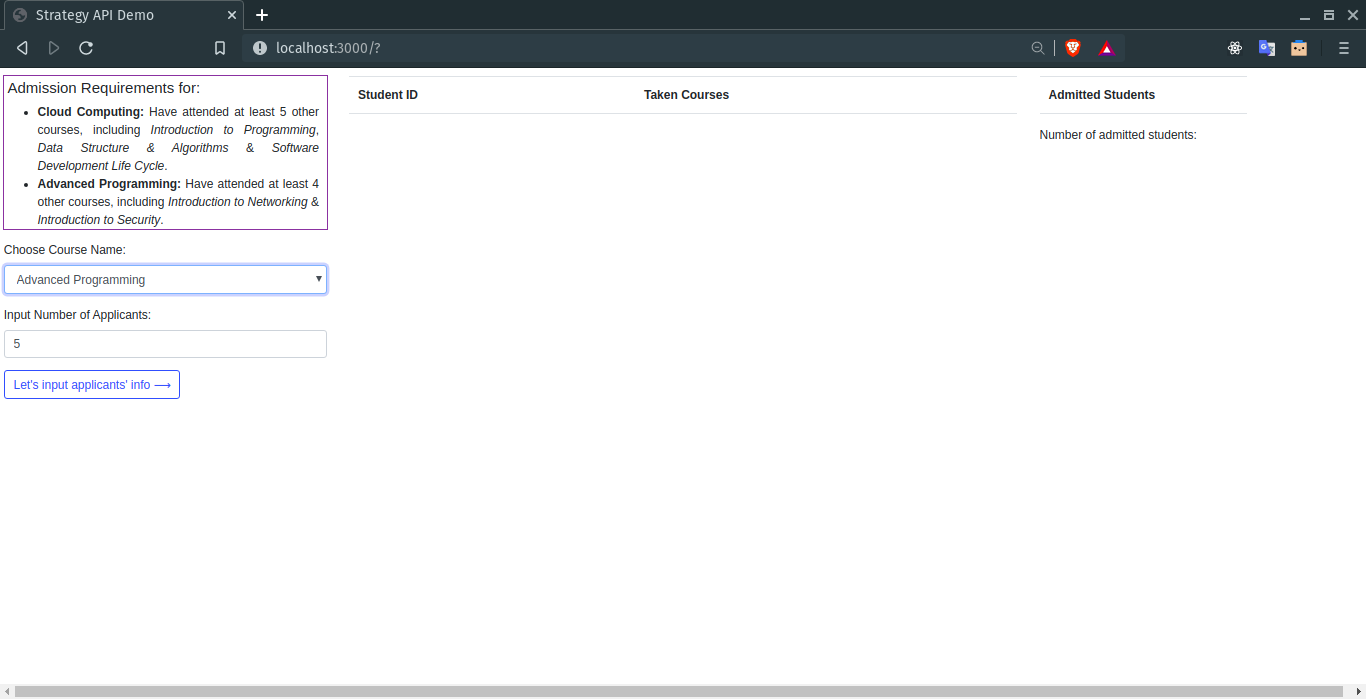 Strategy API Demo
localhost:3000/?
Admission Requirements for:
Cloud Computing: Have attended at least 5 other
courses, including Introduction to Programming,
Data Structure & Algorithms & Software
Development Life Cycle.
Advanced Programming: Have attended at least 4
other courses, including Introduction to Networking &
Introduction to Security.
Choose Course Name:
Advanced Programming
Input Number of Applicants:
5
Let's input applicants' info ⟶
Student ID Taken Courses
Admitted Students
Number of admitted students: